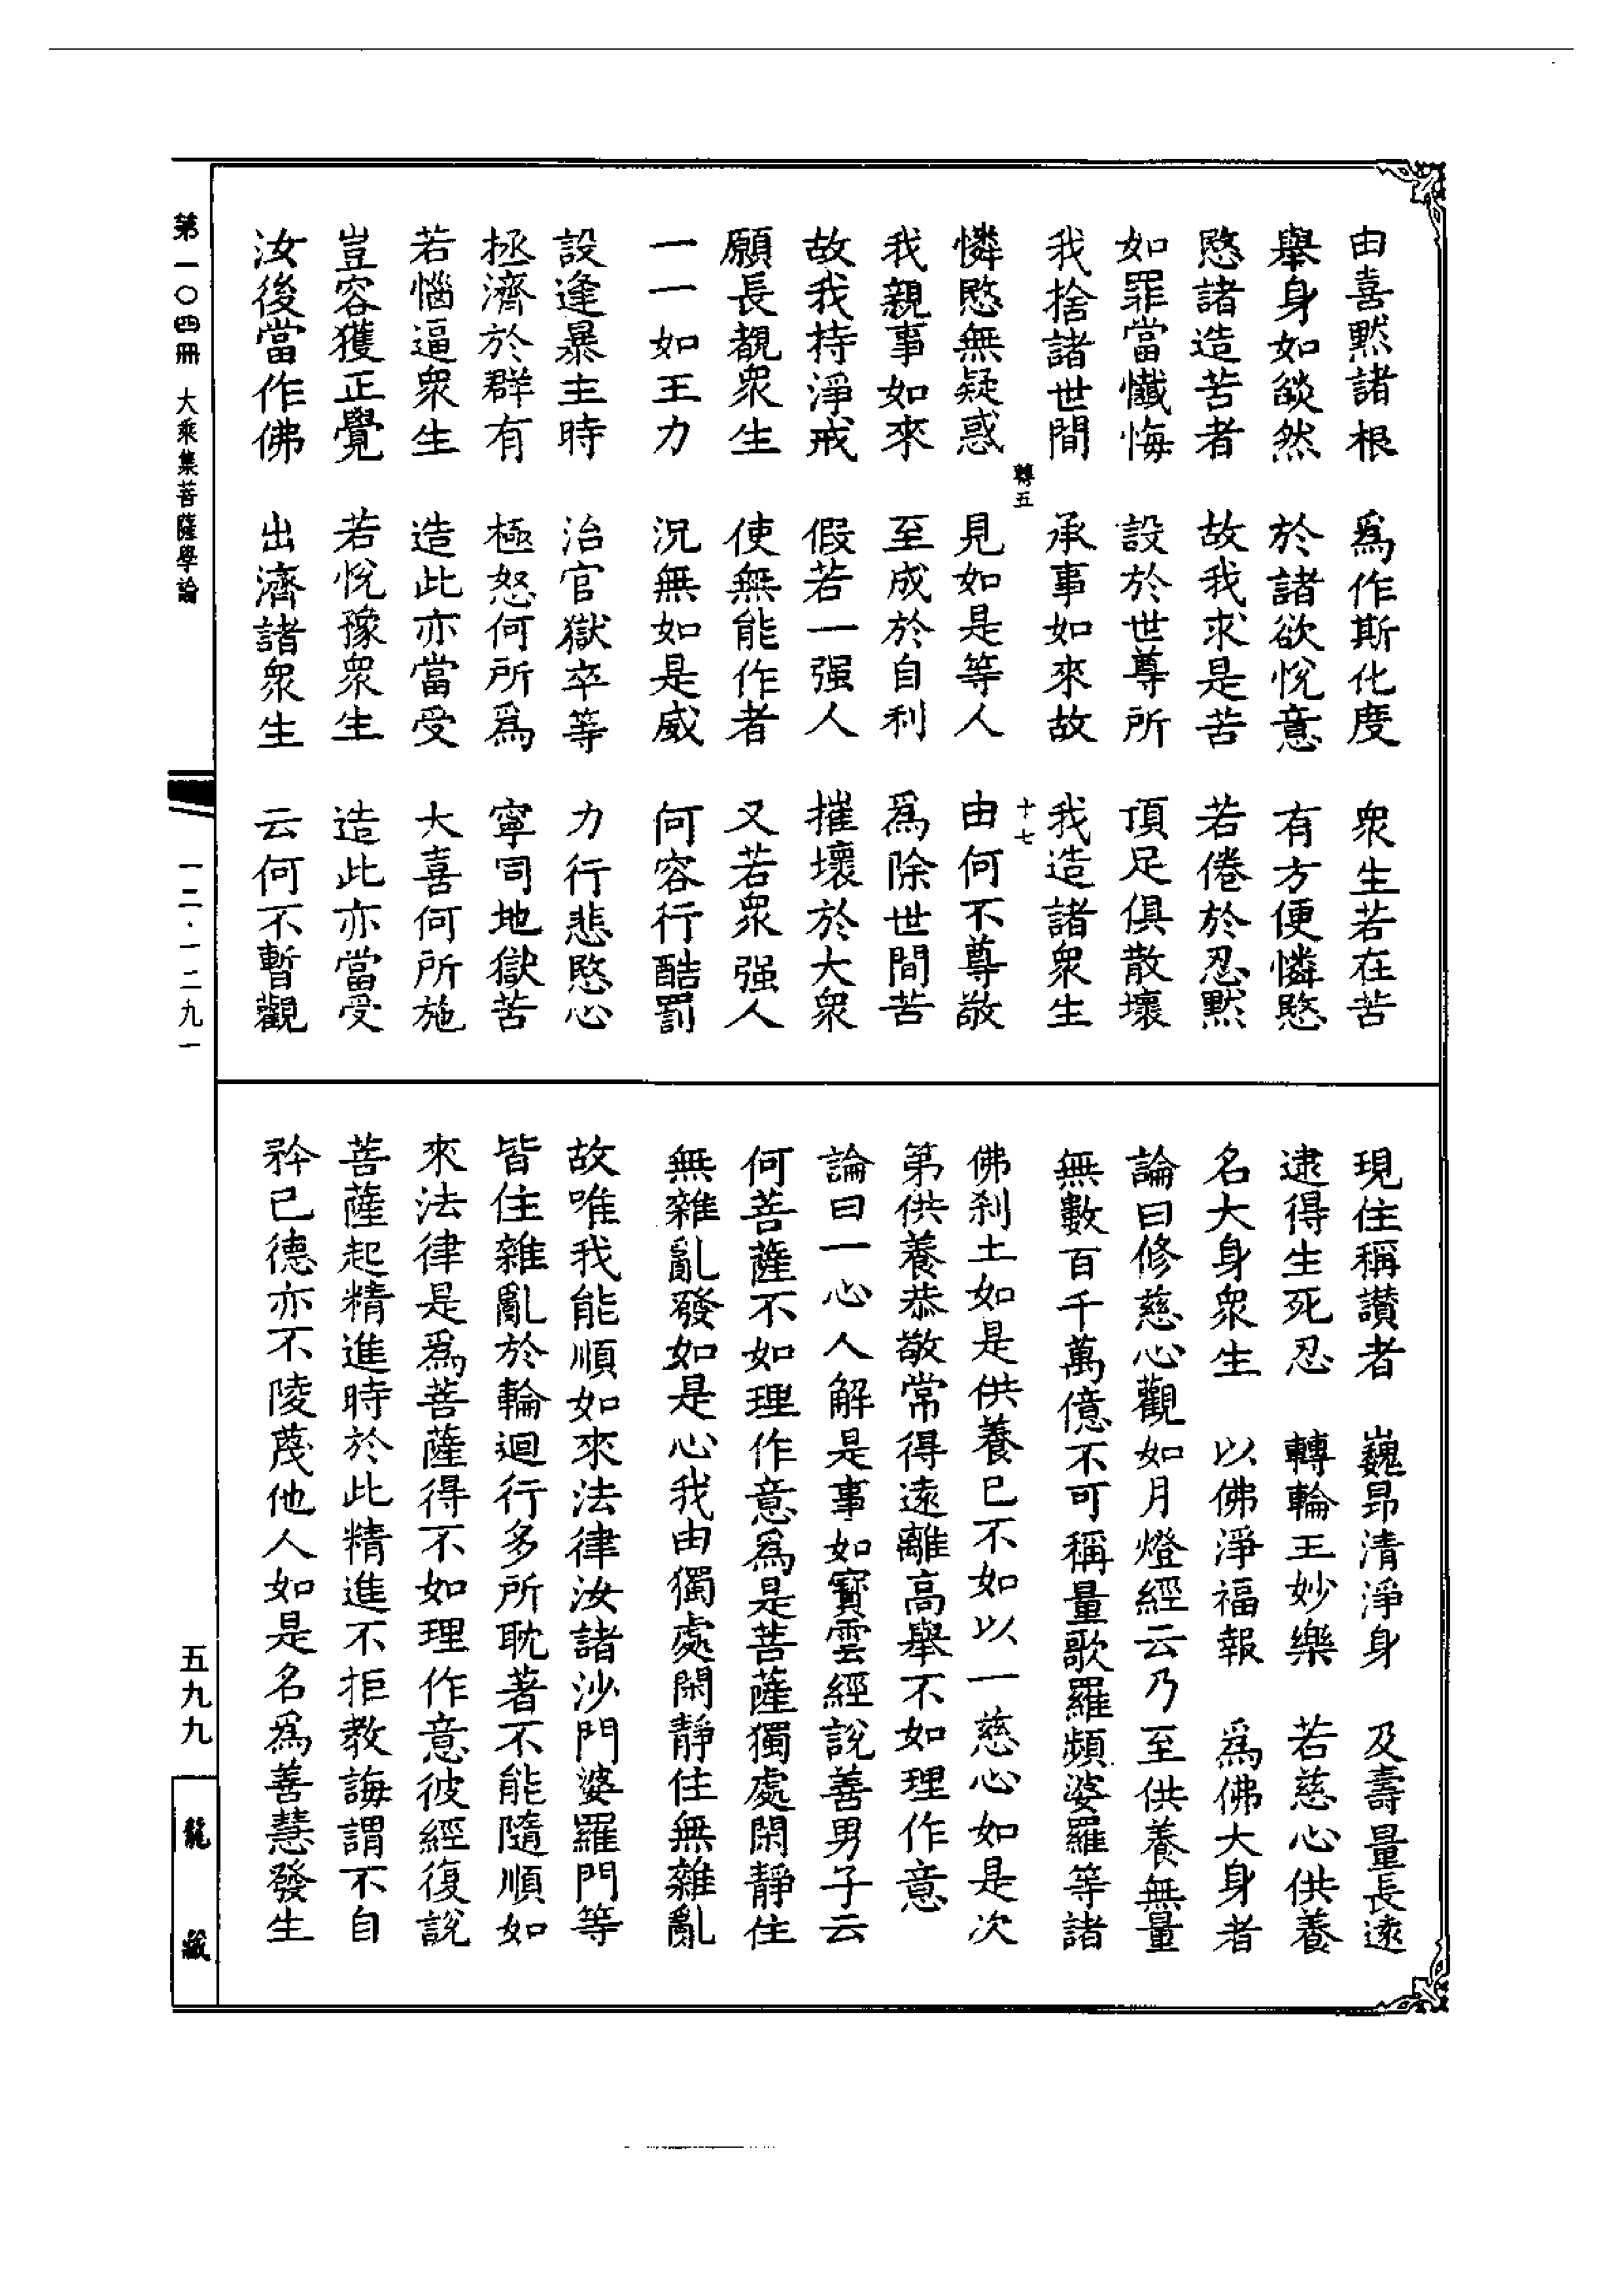 由喜默諸根　爲作斯化度　衆生若在苦
舉身如燄然　於諸欲悅意　有方便憐愍
愍諸造苦者　故我求是苦　若倦於忍默
如罪當懺悔　設於世尊所　頂足俱散壞
我捨諸世間　承事如來故　我造諸衆生
轉五　十七
憐愍無疑惑　見如是等人　由何不尊敬
我親事如來　至成於自利　爲除世間苦
故我持淨戒　假若一强人　摧壞於大衆
願長覩衆生　使無能作者　又若衆强人
一一如王力　況無如是威　何容行酷罰
設逢暴主時　治官獄卒等　力行悲愍心
拯濟於群有　極怒何所爲　寧同地獄苦
若惱逼衆生　造此亦當受　大喜何所施
豈容獲正覺　若悅豫衆生　造此亦當受
汝後當作佛　出濟諸衆生　云何不暫觀
現住稱讃者　巍昂清淨身　及壽量長遠
逮得生死忍　轉輪王妙樂　若慈心供養
名大身衆生　以佛淨福報　爲佛大身者
論曰修慈心觀如月燈經云乃至供養無量
無數百千萬億不可稱量歌羅頻婆羅等諸
佛刹土如是供養已不如以一慈心如是次
第供養恭敬常得遠離高舉不如理作意
論曰一心人解是事如寶雲經說善男子云
何菩薩不如理作意爲是菩薩獨處閑靜住
無雜亂發如是心我由獨處閑靜住無雜亂
故唯我能順如來法律汝諸沙門婆羅門等
皆住雜亂於輪迴行多所耽著不能隨順如
來法律是爲菩薩得不如理作意彼經復說
菩薩起精進時於此精進不拒教誨謂不自
矜已德亦不陵蔑他人如是名爲善慧發生
第一〇四冊　大乘集菩薩學論
一二·一二九一
五九九
龍藏